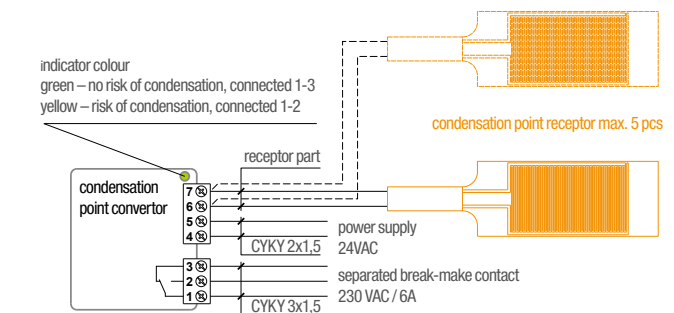 indicator colour
green – no risk of condensation, connected 1-3
yellow – risk of condensation, connected 1-2
condensation point receptor max. 5 pcs
receptor part
condensation
point convertor
7
6
5
4
power supply
CYKY 2x1,5
24VAC
3
2
1
separated break-make contact
230 VAC / 6A
CYKY 3x1,5